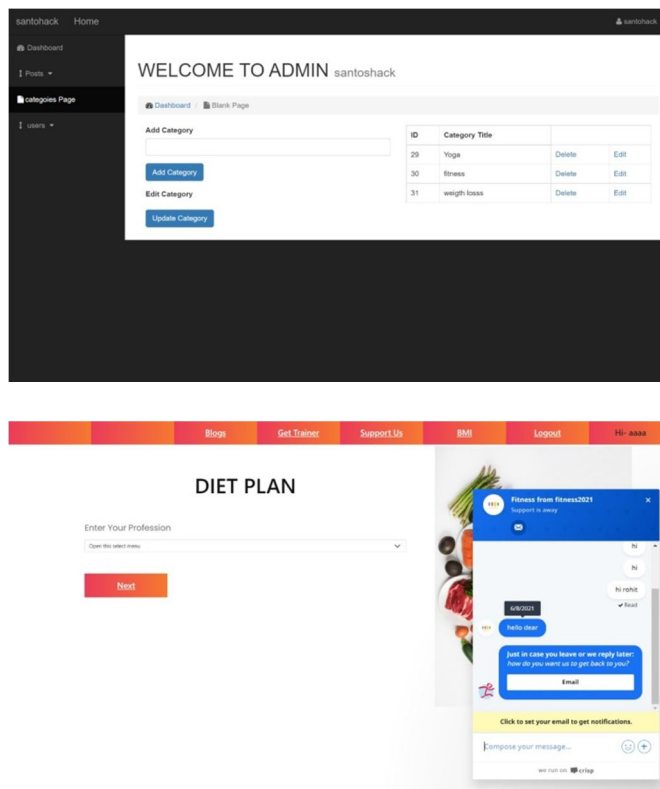 santohack Home santohack
Dashboard
Posts
categoies Page
users
WELCOME TO ADMIN santoshack
Dashboard / Blank Page
Add Category
Add Category
Edit Category
Update Category
ID Category Title
29 Yoga Delete Edit
30 fitness Delete Edit
31 weigth losss Delete Edit
Blogs Get Trainer Support Us BMI Logout Hi- aaaa
DIET PLAN
Enter Your Profession
Open this select menu
Next
Fitness from fitness2021
Support is away
hi
hi
hi rohit
Read
6/8/2021
hello dear
Just in case you leave or we reply later:
how do you want us to get back to you?
Email
Click to set your email to get notifications.
Compose your message...
we run on crisp